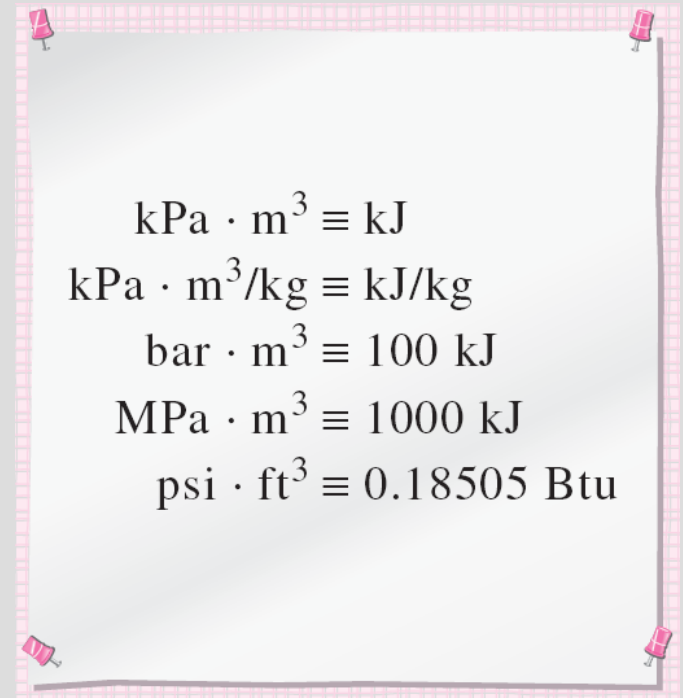 kPa · m³ ≡ kJ
kPa · m³/kg ≡ kJ/kg
bar · m³ ≡ 100 kJ
MPa · m³ ≡ 1000 kJ
psi · ft³ ≡ 0.18505 Btu